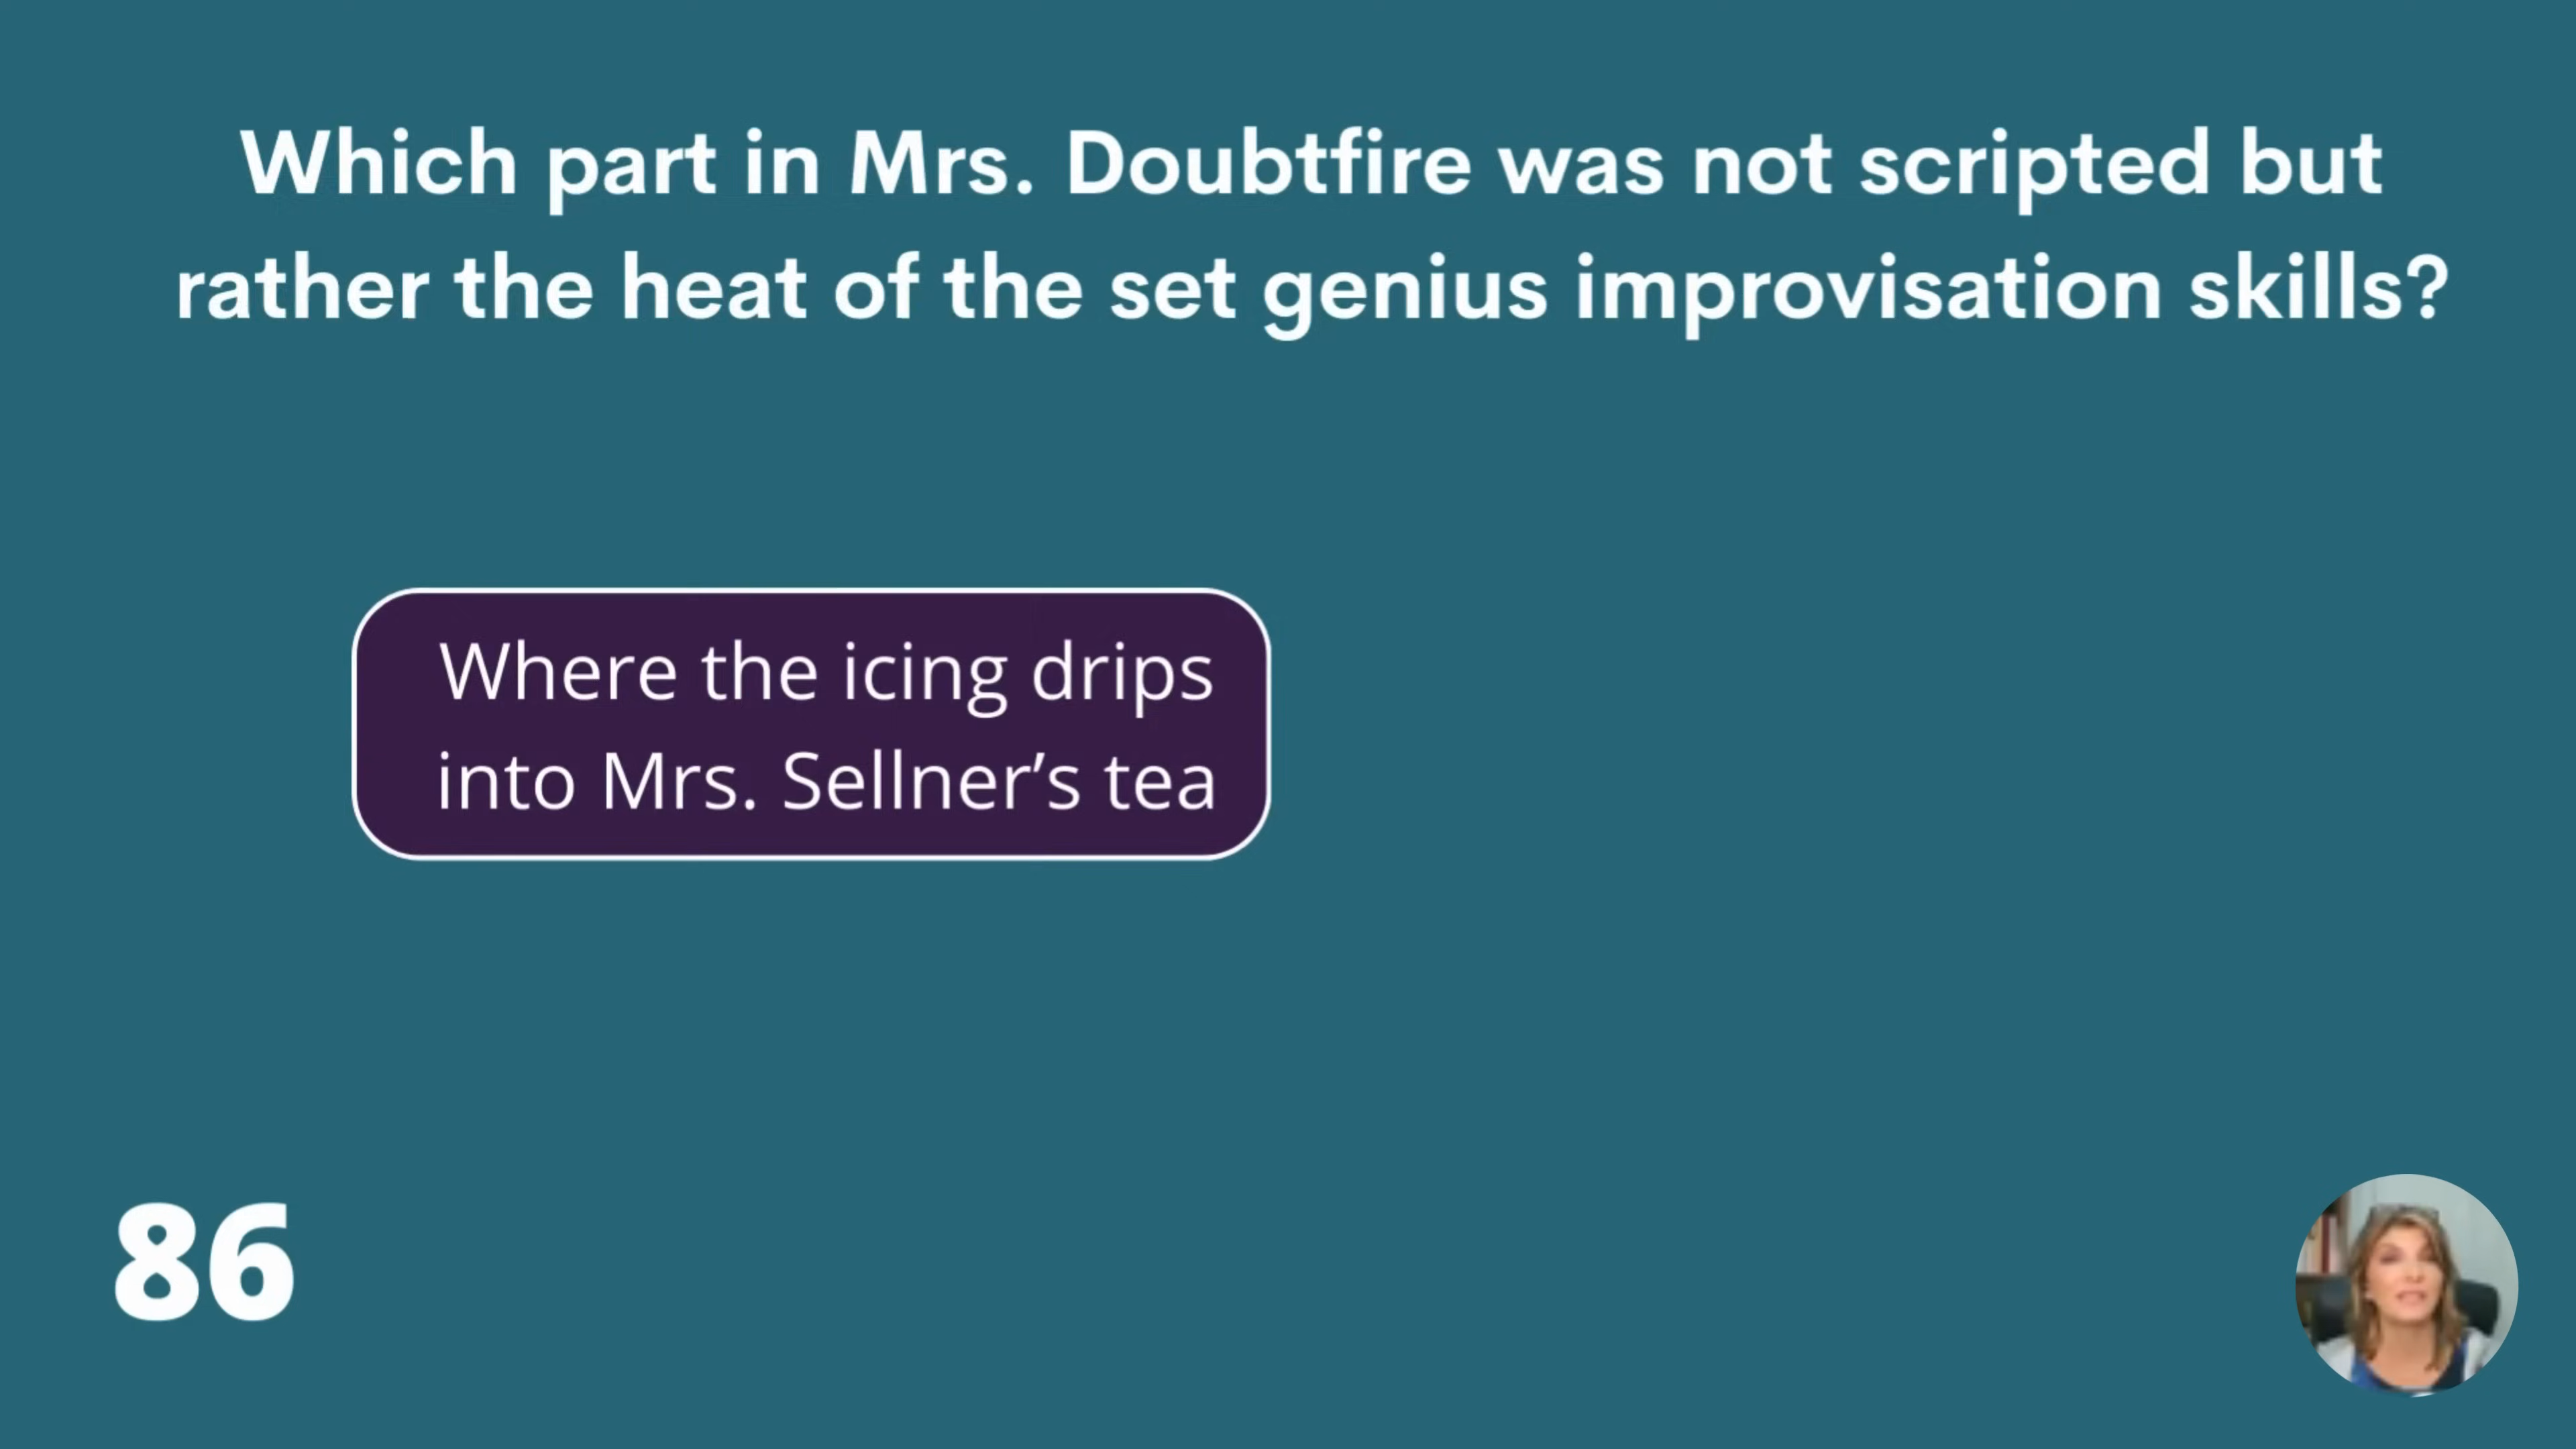 Which part in Mrs. Doubtfire was not scripted but
rather the heat of the set genius improvisation skills?
Where the icing drips
into Mrs. Sellner’s tea
86